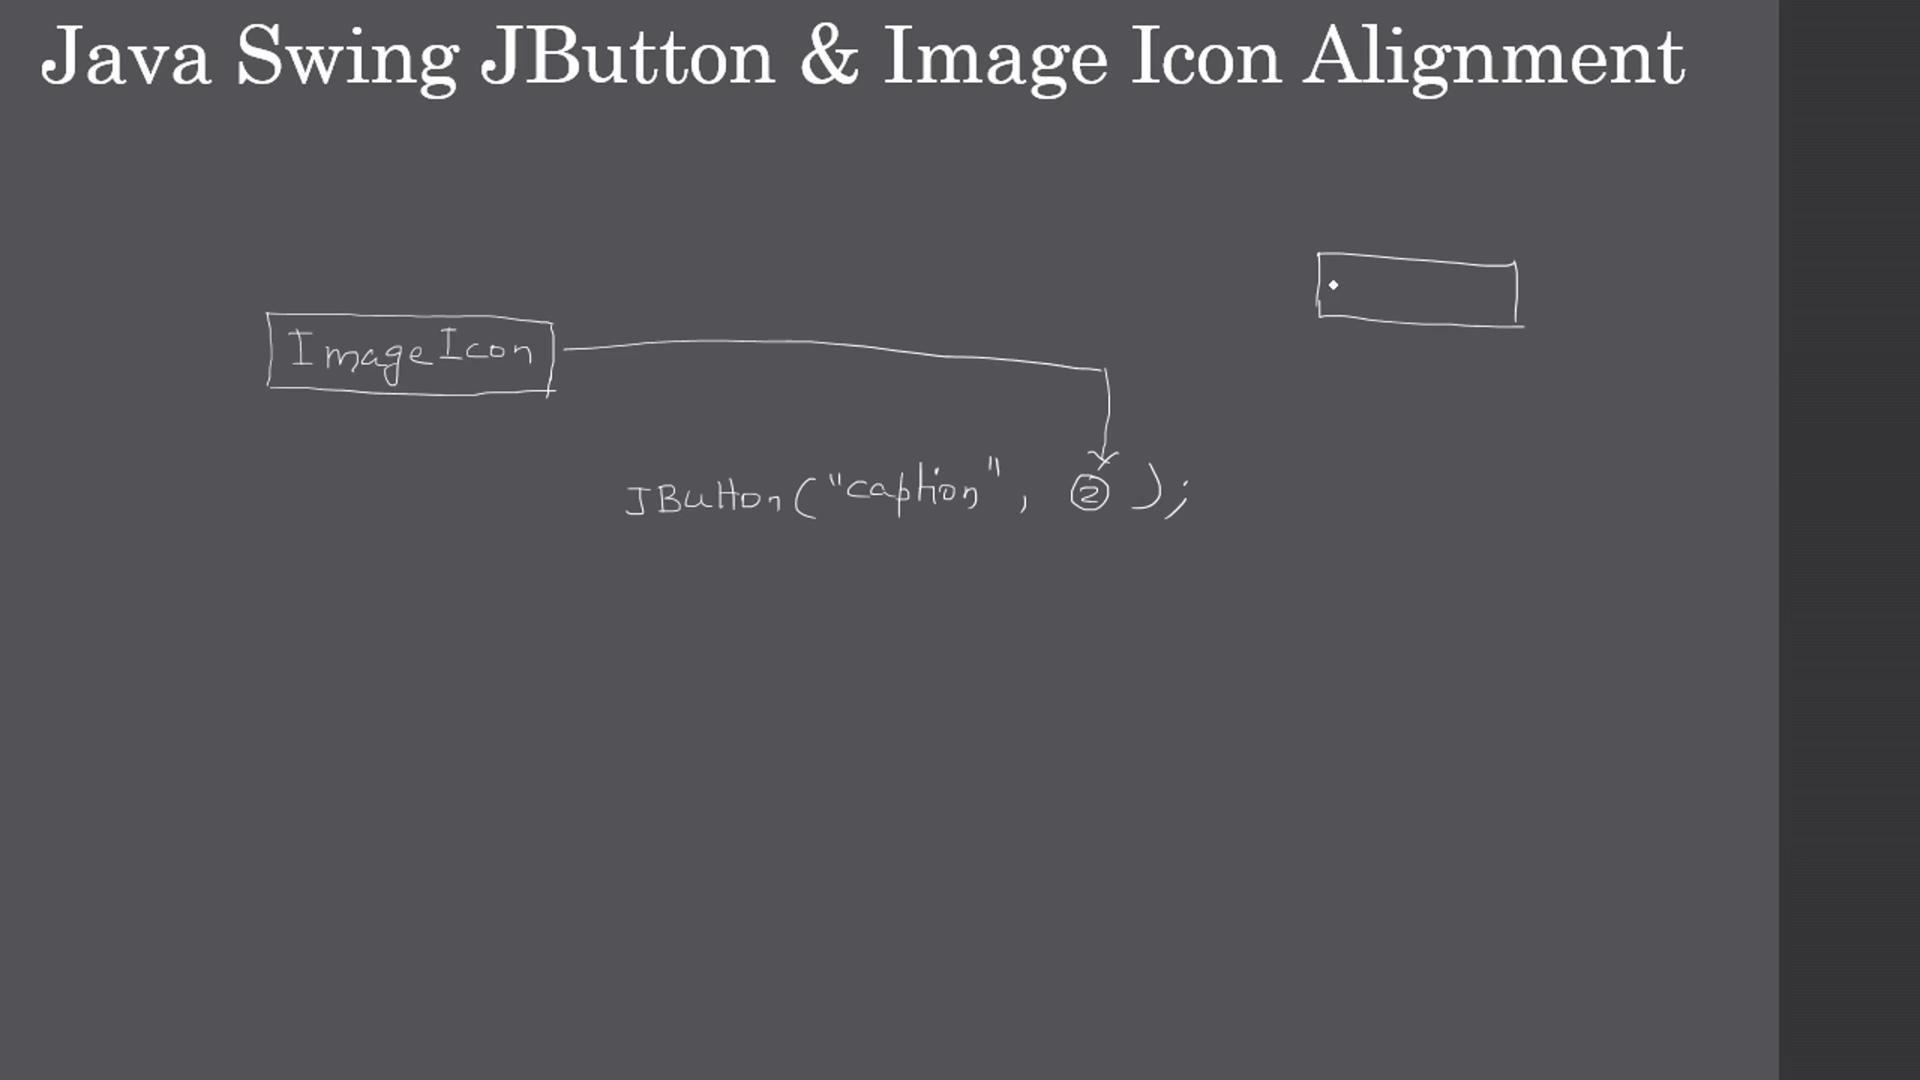 Java Swing JButton & Image Icon Alignment
ImageIcon
JButton("caption", 2);